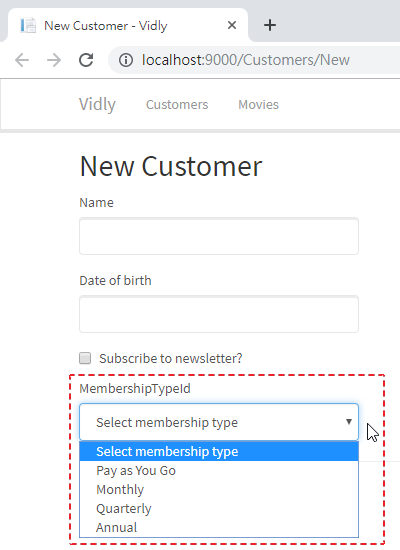 New Customer - Vidly
localhost:9000/Customers/New
Vidly Customers Movies
New Customer
Name
Date of birth
Subscribe to newsletter?
MembershipTypeId
Select membership type
Select membership type
Pay as You Go
Monthly
Quarterly
Annual